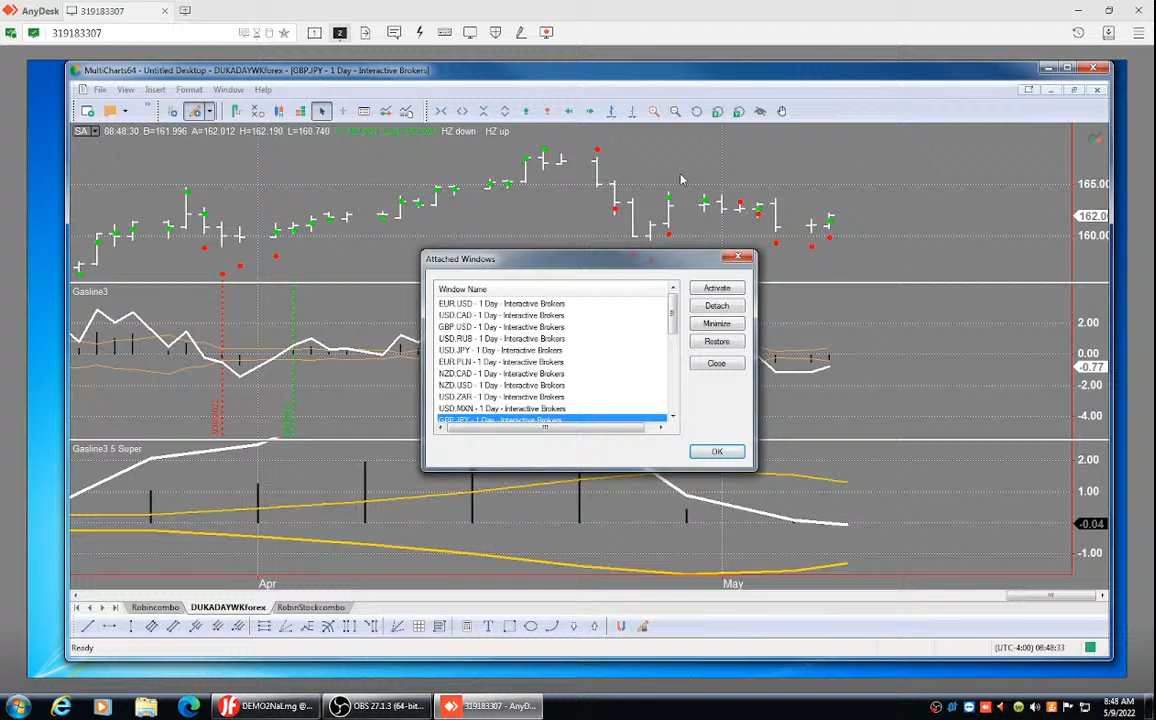 AnyDesk
319183307
319183307
1
2
MultiCharts64 - Untitled Desktop - DUKADAYWKforex - [GBPJPY - 1 Day - Interactive Brokers]
File View Insert Format Window Help
SA 08:48:30 B=161.996 A=162.012 H=162.190 L=160.740 HZ down HZ up
165.00
162.0
160.00
Gasline3
2.00
0.00
-0.77
-2.00
-4.00
Gasline3 5 Super
2.00
1.00
-0.04
-1.00
Apr
May
Attached Windows
Window Name
EUR.USD - 1 Day - Interactive Brokers
USD.CAD - 1 Day - Interactive Brokers
GBP.USD - 1 Day - Interactive Brokers
USD.RUB - 1 Day - Interactive Brokers
USD.JPY - 1 Day - Interactive Brokers
EUR.PLN - 1 Day - Interactive Brokers
NZD.CAD - 1 Day - Interactive Brokers
NZD.USD - 1 Day - Interactive Brokers
USD.ZAR - 1 Day - Interactive Brokers
USD.MXN - 1 Day - Interactive Brokers
GBP.JPY - 1 Day - Interactive Brokers
Activate
Detach
Minimize
Restore
Close
OK
Robincombo DUKADAYWKforex RobinStockcombo
Ready
(UTC-4:00) 08:48:33
DEMO2NaLmg @ ...
OBS 27.1.3 (64-bit,...
319183307 - AnyD...
8:48 AM
5/9/2022